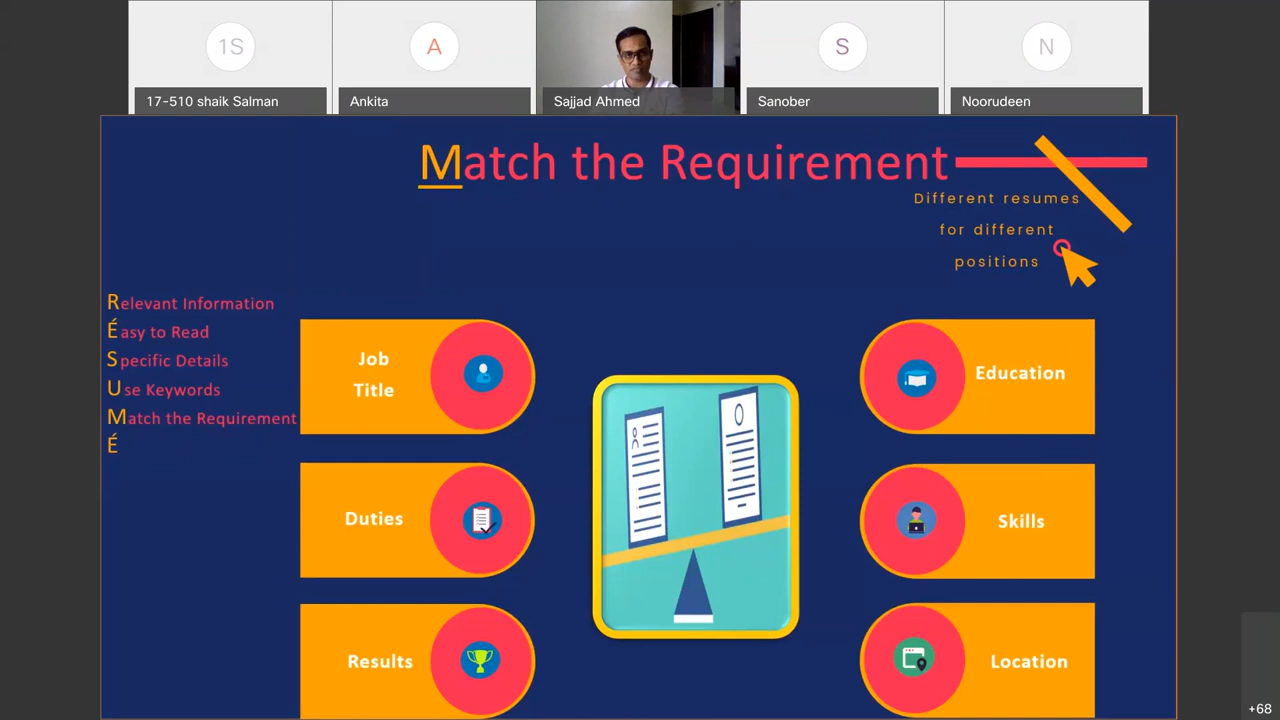 1S
A
S
N
17-510 shaik Salman
Ankita
Sajjad Ahmed
Sanober
Noorudeen
Match the Requirement
Different resumes
for different
positions
Relevant Information
Éasy to Read
Specific Details
Use Keywords
Match the Requirement
É
Job
Title
Education
Duties
Skills
Results
Location
+68